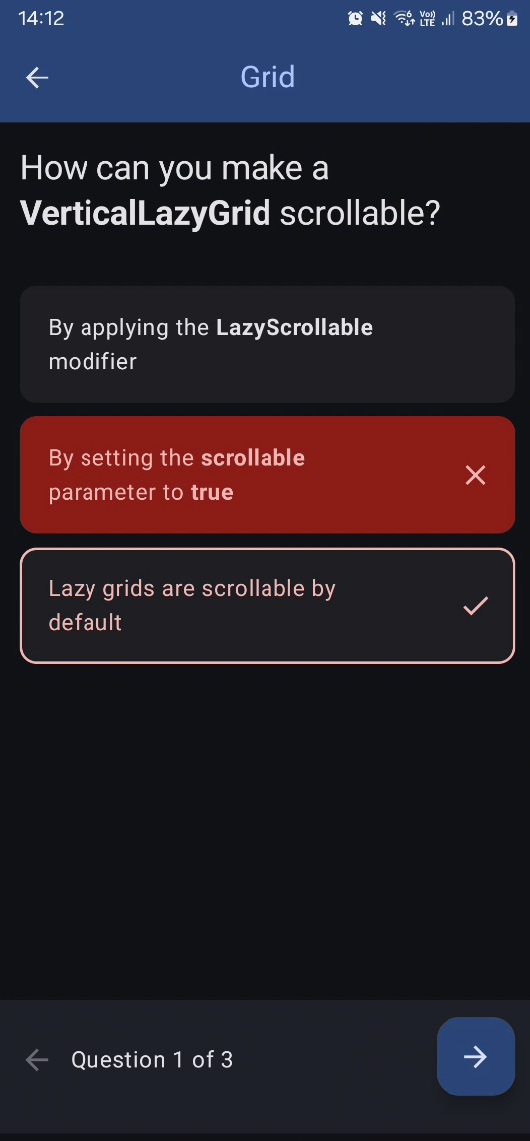 14:12
6 Vo) LTE 83%
Grid
How can you make a
VerticalLazyGrid scrollable?
By applying the LazyScrollable
modifier
By setting the scrollable
parameter to true
Lazy grids are scrollable by
default
Question 1 of 3